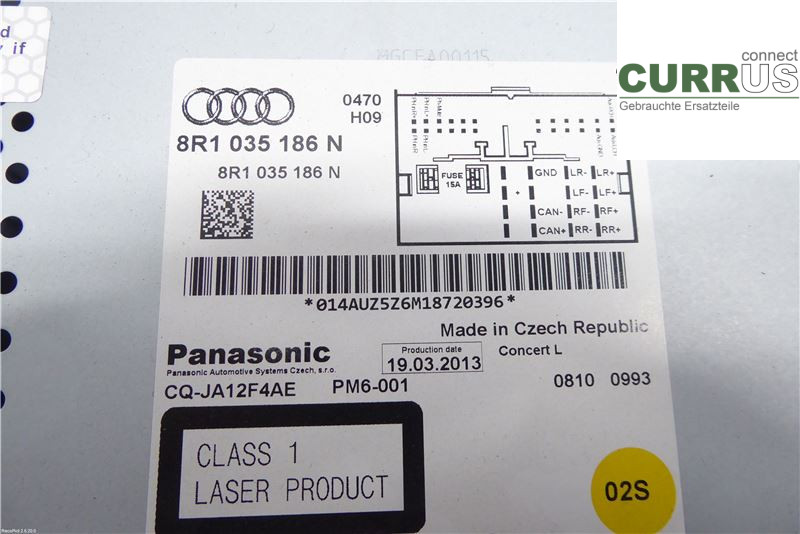 d
y if
MGCFA00115
connect
CURRUS
Gebrauchte Ersatzteile
0470
H09
8R1 035 186 N
8R1 035 186 N
FUSE
15A
+
GND LR- LR+
LF- LF+
CAN- RF- RF+
CAN+ RR- RR+
*014AUZ5Z6M18720396*
Made in Czech Republic
Panasonic
Panasonic Automotive Systems Czech, s.r.o.
Production date
19.03.2013
Concert L
CQ-JA12F4AE PM6-001
0810 0993
CLASS 1
LASER PRODUCT
02S